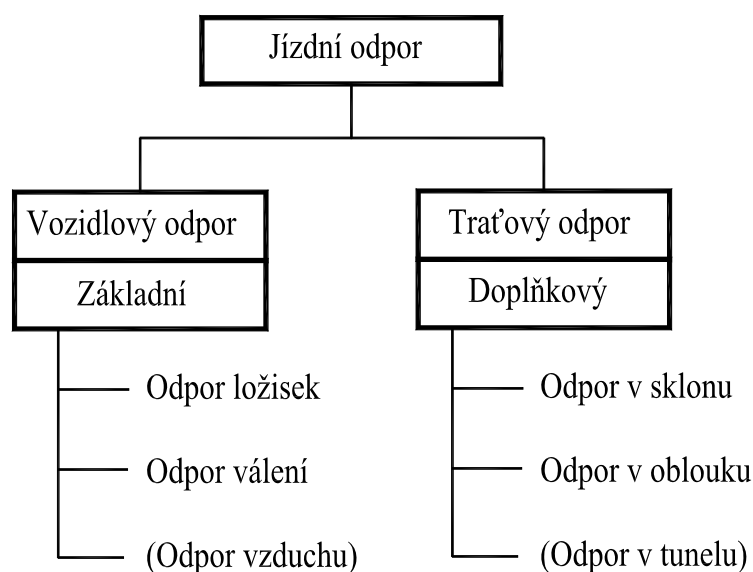 Jízdní odpor
Vozidlový odpor
Základní
Odpor ložisek
Odpor válení
(Odpor vzduchu)
Traťový odpor
Doplňkový
Odpor v sklonu
Odpor v oblouku
(Odpor v tunelu)